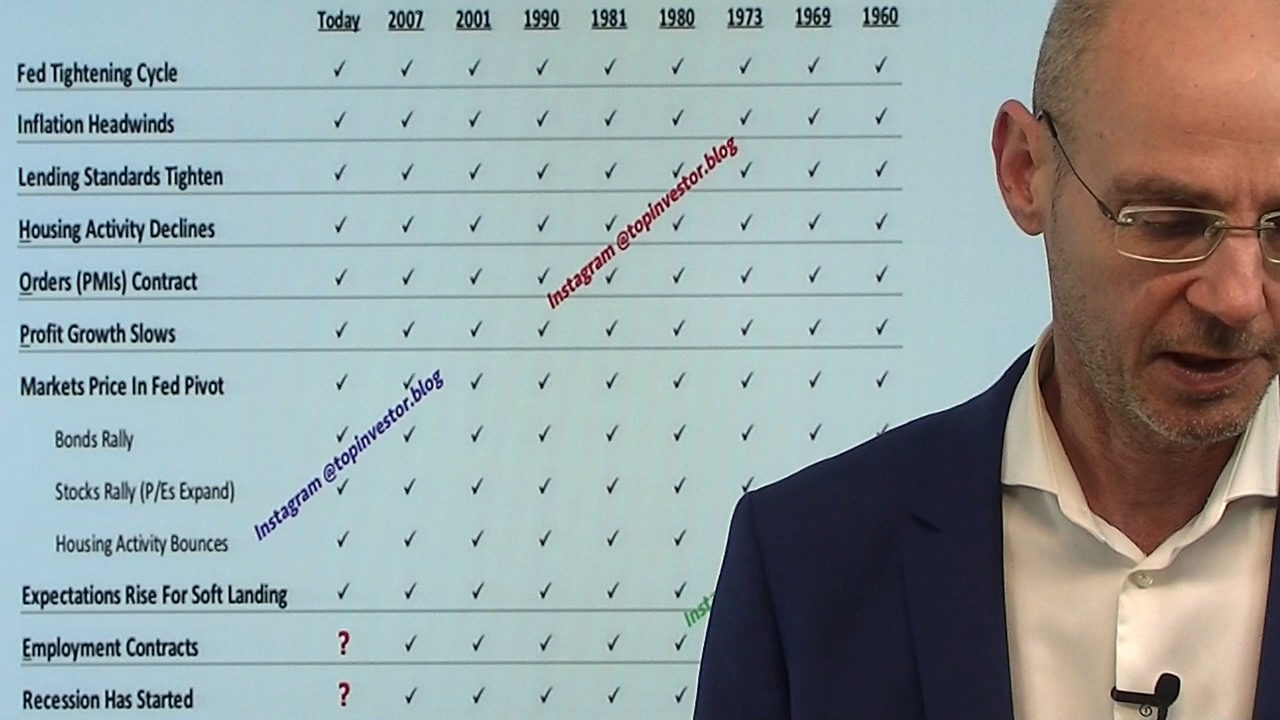 Today 2007 2001 1990 1981 1980 1973 1969 1960
Fed Tightening Cycle ✓ ✓ ✓ ✓ ✓ ✓ ✓ ✓ ✓
Inflation Headwinds ✓ ✓ ✓ ✓ ✓ ✓ ✓ ✓ ✓
Lending Standards Tighten ✓ ✓ ✓ ✓ ✓ ✓ ✓ ✓ ✓
Housing Activity Declines ✓ ✓ ✓ ✓ ✓ ✓ ✓ ✓ ✓
Orders (PMIs) Contract ✓ ✓ ✓ ✓ ✓ ✓ ✓ ✓ ✓
Profit Growth Slows ✓ ✓ ✓ ✓ ✓ ✓ ✓ ✓ ✓
Markets Price In Fed Pivot ✓ ✓ ✓ ✓ ✓ ✓ ✓ ✓ ✓
Bonds Rally ✓ ✓ ✓ ✓ ✓ ✓ ✓ ✓ ✓
Stocks Rally (P/Es Expand) ✓ ✓ ✓ ✓ ✓ ✓ ✓
Housing Activity Bounces ✓ ✓ ✓ ✓ ✓ ✓
Expectations Rise For Soft Landing ✓ ✓ ✓ ✓ ✓ ✓
Employment Contracts ? ✓ ✓ ✓ ✓ ✓
Recession Has Started ? ✓ ✓ ✓ ✓ ✓
Instagram @topinvestor.blog
Instagram @topinvestor.blog